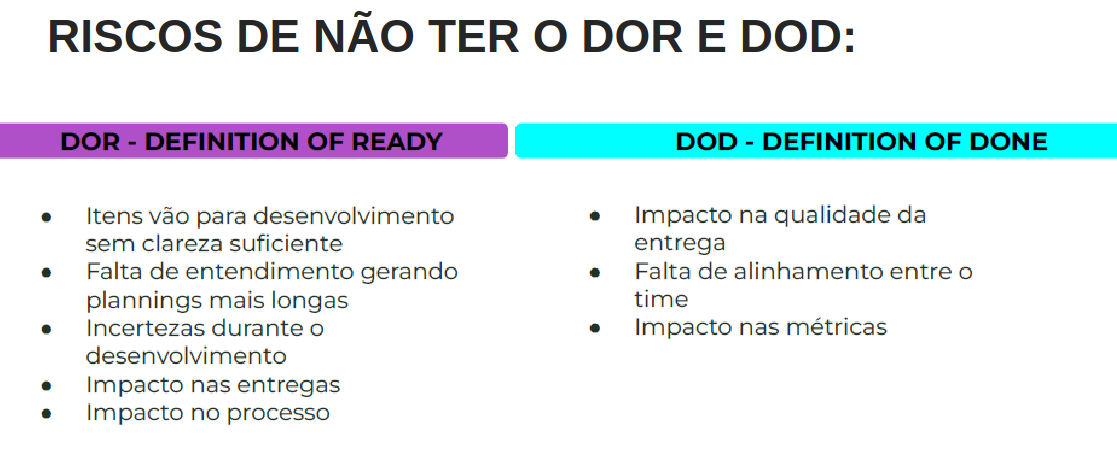 RISCOS DE NÃO TER O DOR E DOD:
DOR - DEFINITION OF READY
● Itens vão para desenvolvimento
sem clareza suficiente
● Falta de entendimento gerando
plannings mais longas
● Incertezas durante o
desenvolvimento
● Impacto nas entregas
● Impacto no processo
DOD - DEFINITION OF DONE
● Impacto na qualidade da
entrega
● Falta de alinhamento entre o
time
● Impacto nas métricas